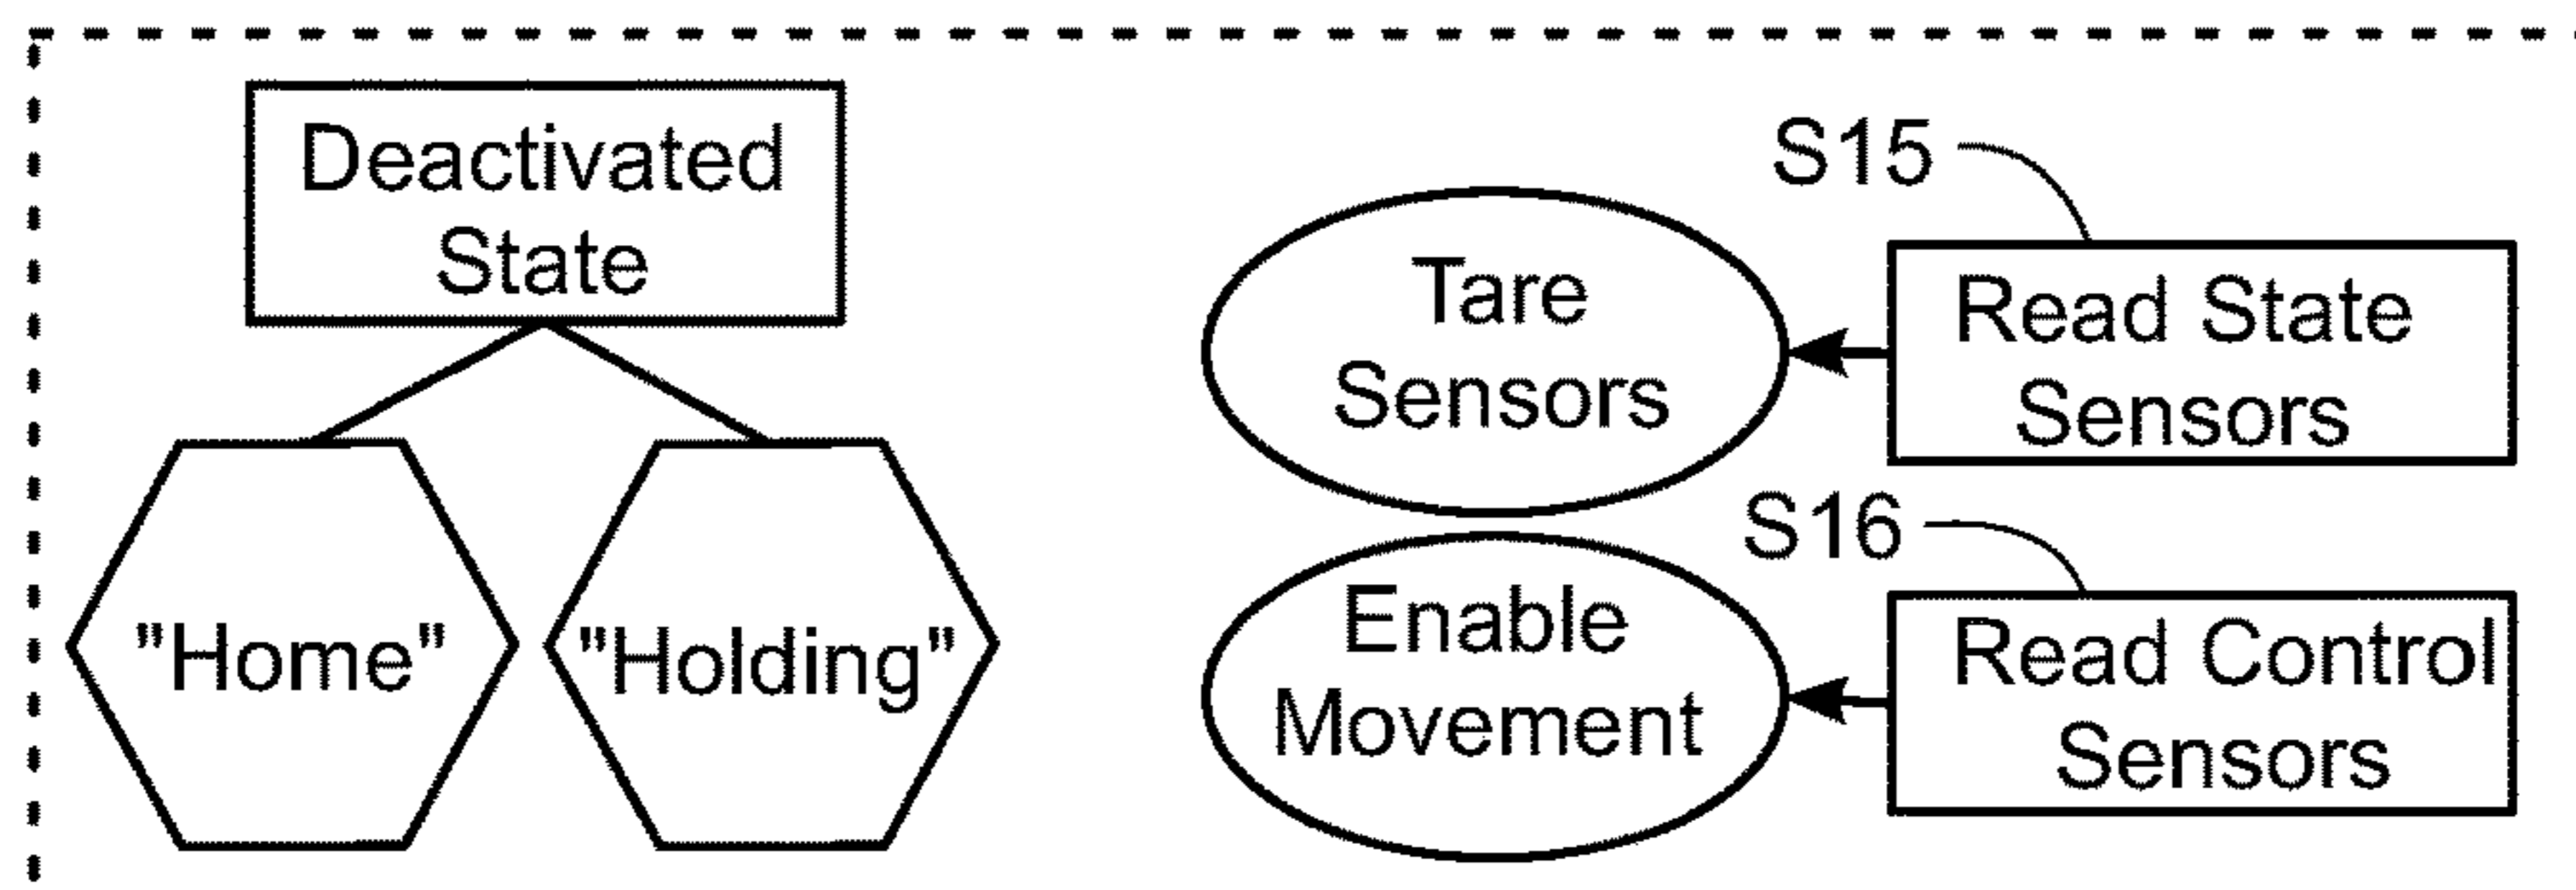 Deactivated
State
"Home"
"Holding"
Tare
Sensors
S15
Read State
Sensors
Enable
Movement
S16
Read Control
Sensors